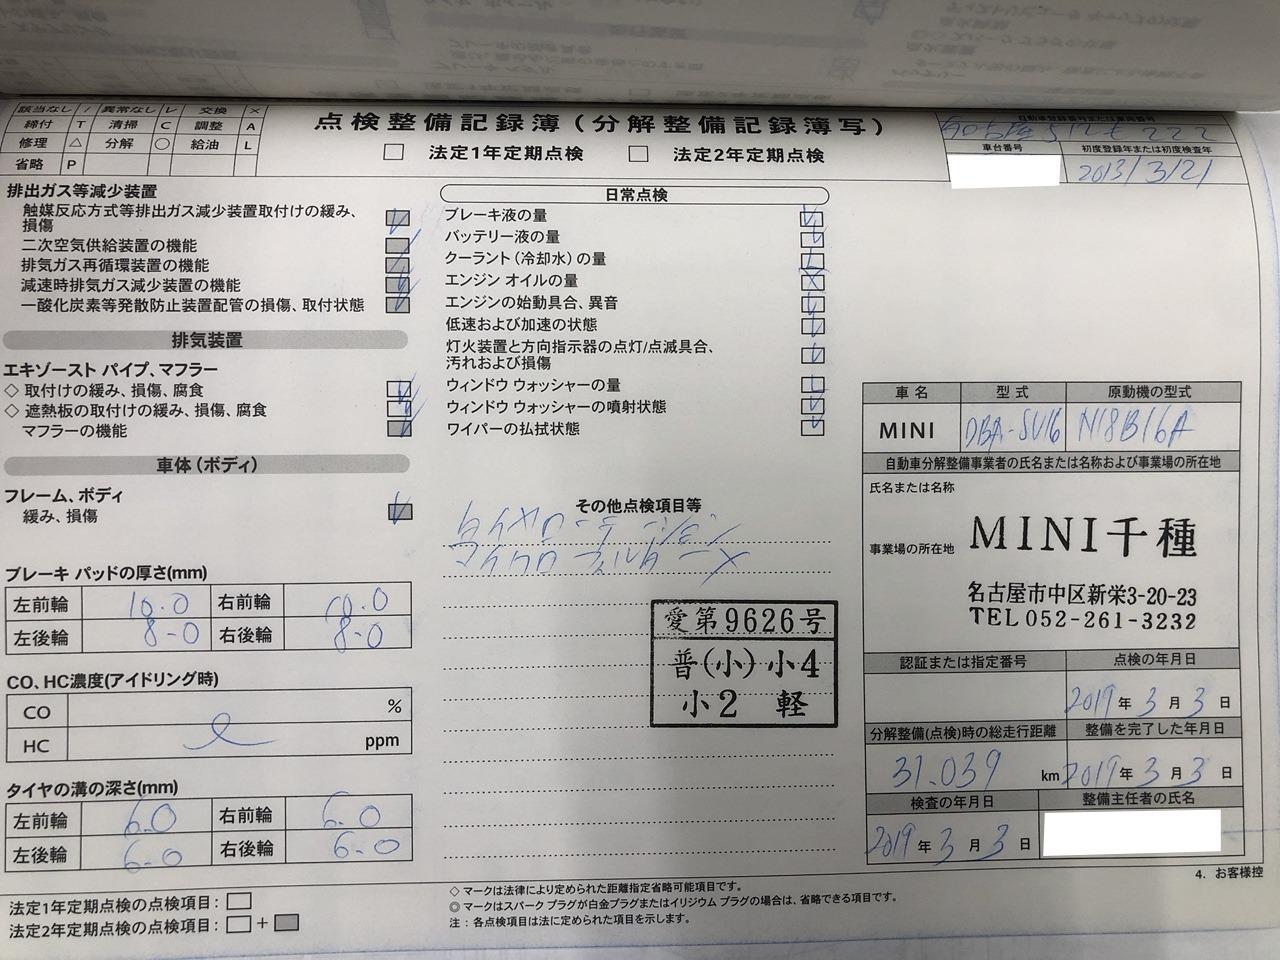 該当なし / 異常なし レ 交換 ×
締付 T 清掃 C 調整 A
修理 △ 分解 ○ 給油 L
省略 P
点検整備記録簿(分解整備記録簿写)
法定1年定期点検 法定2年定期点検
自動車登録番号または車両番号
車台番号
初度登録年または初度検査年
2013/3/21
排出ガス等減少装置
触媒反応方式等排出ガス減少装置取付けの緩み、
損傷
二次空気供給装置の機能
排気ガス再循環装置の機能
減速時排気ガス減少装置の機能
一酸化炭素等発散防止装置配管の損傷、取付状態
排気装置
エキゾースト パイプ、マフラー
◇ 取付けの緩み、損傷、腐食
◇ 遮熱板の取付けの緩み、損傷、腐食
マフラーの機能
車体(ボディ)
フレーム、ボディ
緩み、損傷
ブレーキ パッドの厚さ(mm)
左前輪 10.0 右前輪 10.0
左後輪 8.0 右後輪 8.0
CO、HC濃度(アイドリング時)
CO %
HC ppm
タイヤの溝の深さ(mm)
左前輪 6.0 右前輪 6.0
左後輪 6.0 右後輪 6.0
法定1年定期点検の点検項目:
法定2年定期点検の点検項目: +
日常点検
ブレーキ液の量
バッテリー液の量
クーラント(冷却水)の量
エンジン オイルの量
エンジンの始動具合、異音
低速および加速の状態
灯火装置と方向指示器の点灯/点滅具合、
汚れおよび損傷
ウィンドウ ウォッシャーの量
ウィンドウ ウォッシャーの噴射状態
ワイパーの払拭状態
その他点検項目等
愛第9626号
普(小)小4
小2 軽
◇ マークは法律により定められた距離指定省略可能項目です。
◎ マークはスパーク プラグが白金プラグまたはイリジウム プラグの場合は、省略できる項目です。
注:各点検項目は法に定められた項目を示します。
車名 型式 原動機の型式
MINI DBA-SV16 N18B16A
自動車分解整備事業者の氏名または名称および事業場の所在地
氏名または名称
MINI千種
事業場の所在地
名古屋市中区新栄3-20-23
TEL 052-261-3232
認証または指定番号 点検の年月日
2019年 3月 3日
分解整備(点検)時の総走行距離 整備を完了した年月日
31.039 km 2019年 3月 3日
検査の年月日 整備主任者の氏名
2019年 3月 3日
4. お客様控